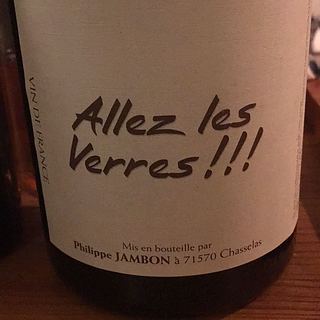 VIN DE FRANCE
Allez les
Verres!!!
Mis en bouteille par
Philippe JAMBON à 71570 Chasselas